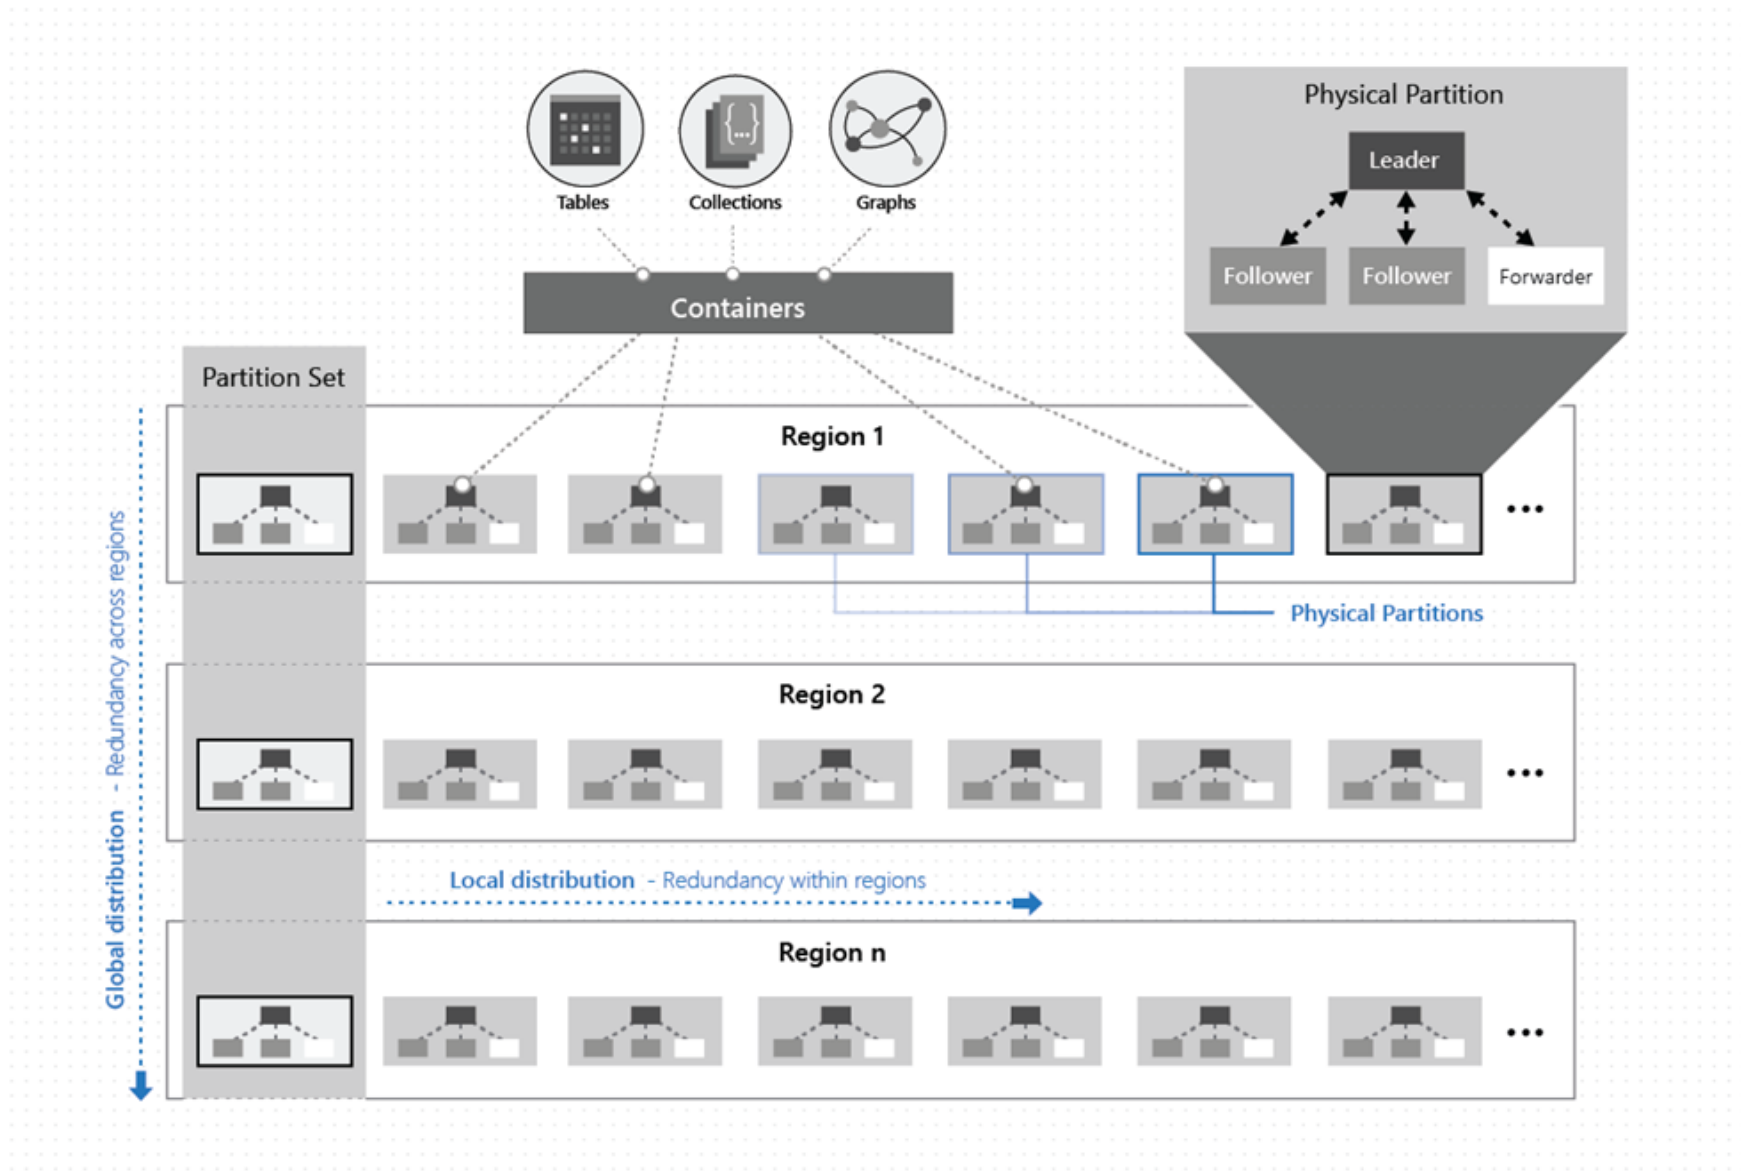 Physical Partition
Leader
Follower
Follower
Forwarder
Tables
Collections
Graphs
Containers
Partition Set
Region 1
Physical Partitions
Region 2
Local distribution - Redundancy within regions
Region n
Global distribution - Redundancy across regions